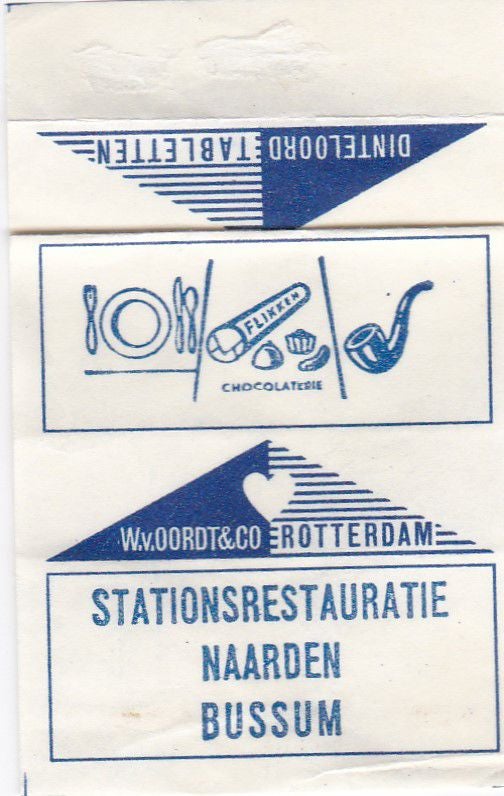 DINTELOORD TABLETTEN
FLIKKEN
CHOCOLATERIE
W.v.OORDT&CO ROTTERDAM
STATIONSRESTAURATIE
NAARDEN
BUSSUM